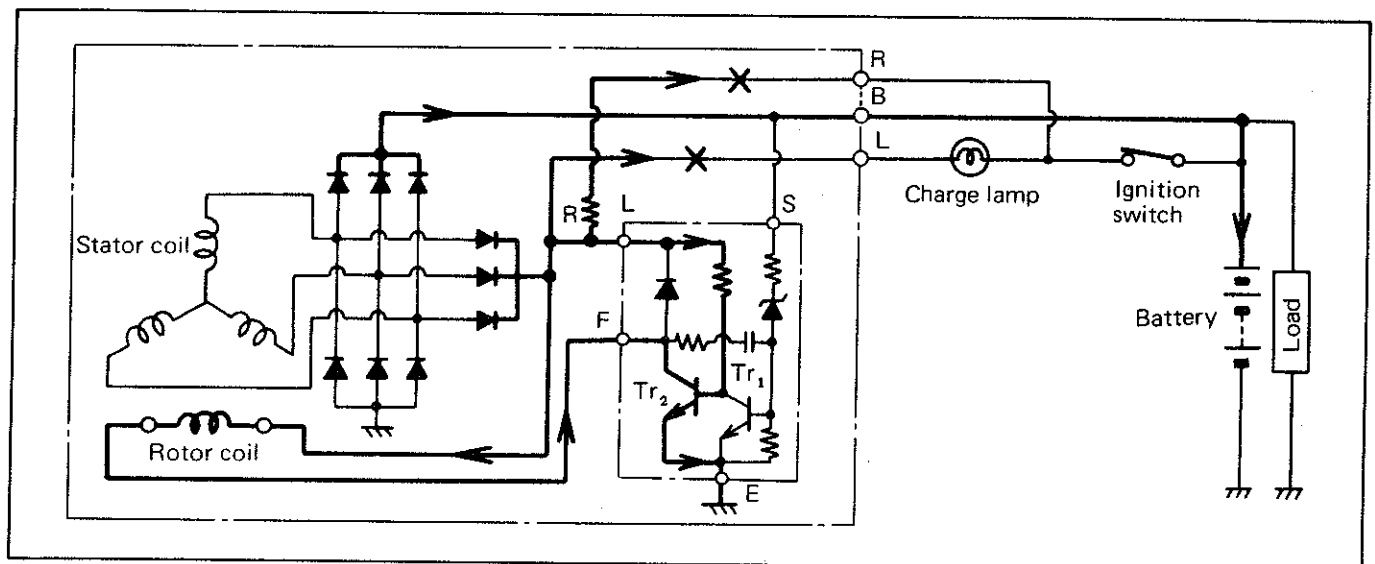 R
B
L
Charge lamp
Ignition
switch
R
L
S
Stator coil
F
Battery
Load
Tr₁
Tr₂
Rotor coil
E